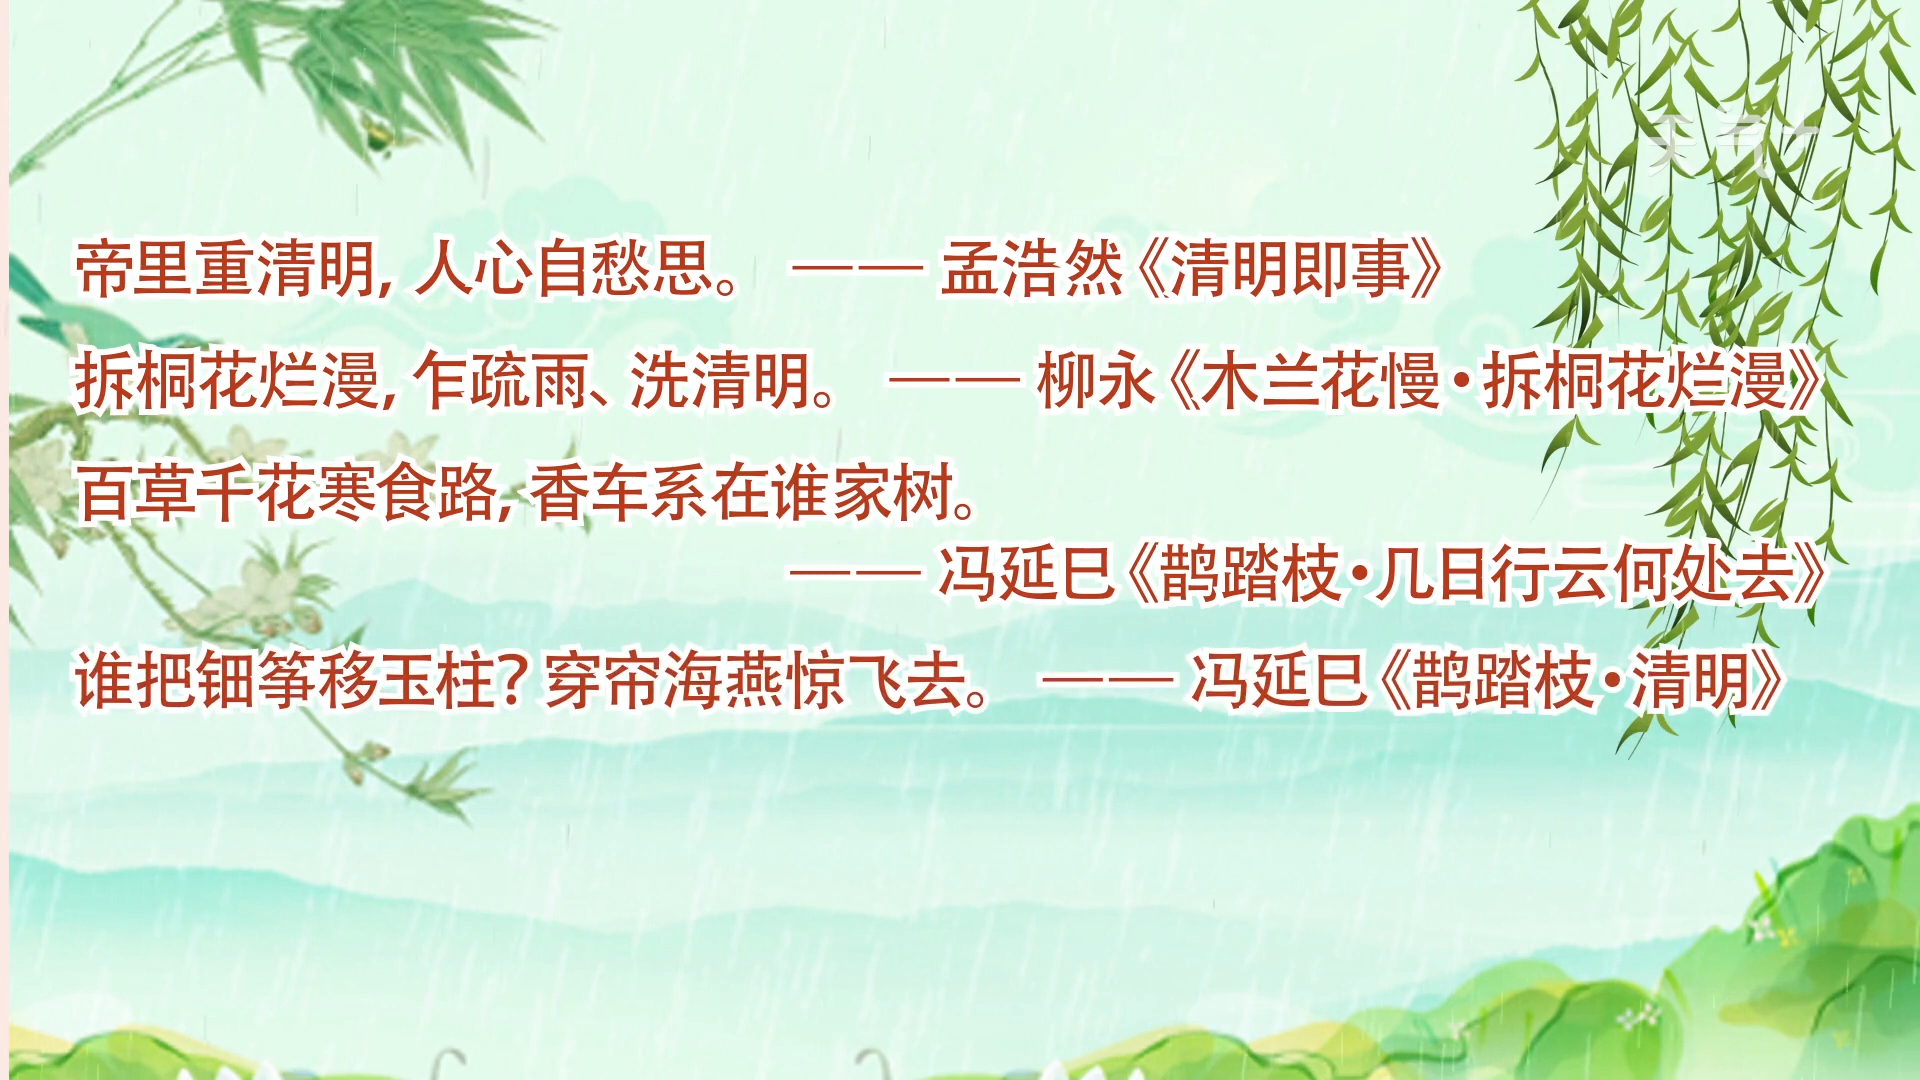 天气+
帝里重清明，人心自愁思。 —— 孟浩然《清明即事》
拆桐花烂漫，乍疏雨、洗清明。 —— 柳永《木兰花慢·拆桐花烂漫》
百草千花寒食路，香车系在谁家树。
—— 冯延巳《鹊踏枝·几日行云何处去》
谁把钿筝移玉柱？穿帘海燕惊飞去。 —— 冯延巳《鹊踏枝·清明》